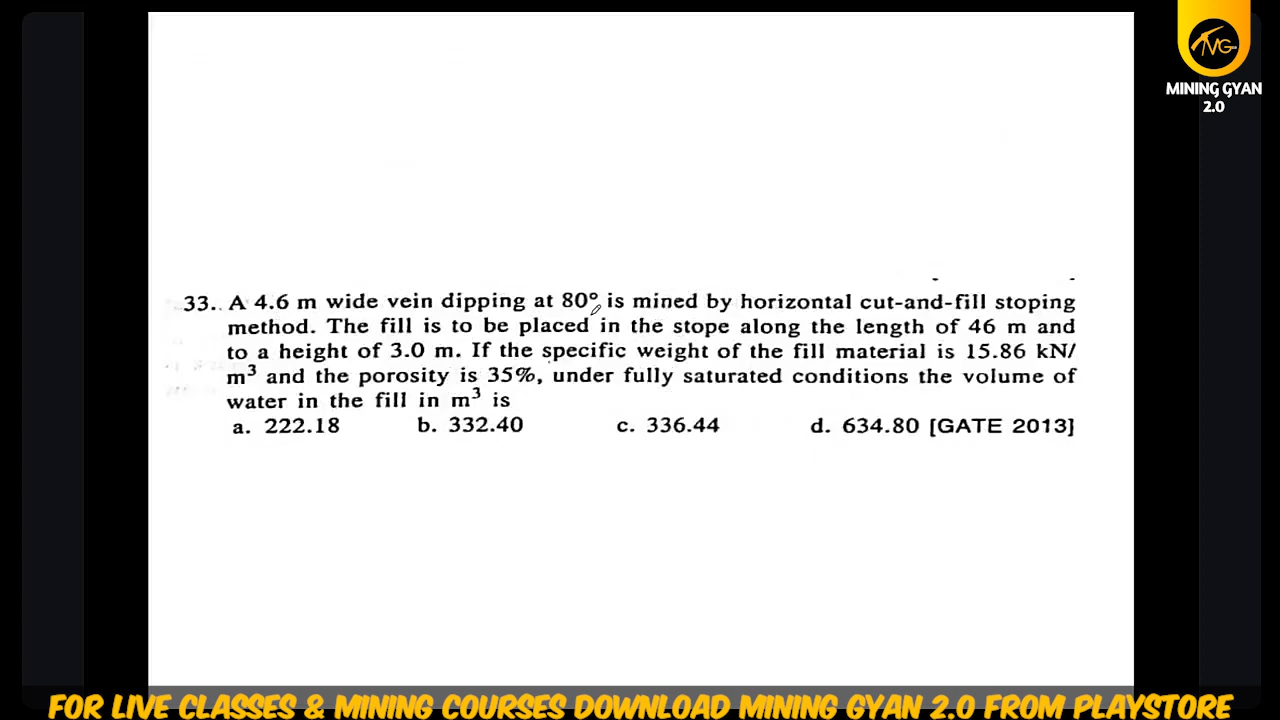 MINING GYAN
2.0
33. A 4.6 m wide vein dipping at 80° is mined by horizontal cut-and-fill stoping
method. The fill is to be placed in the stope along the length of 46 m and
to a height of 3.0 m. If the specific weight of the fill material is 15.86 kN/
m³ and the porosity is 35%, under fully saturated conditions the volume of
water in the fill in m³ is
a. 222.18 b. 332.40 c. 336.44 d. 634.80 [GATE 2013]
FOR LIVE CLASSES & MINING COURSES DOWNLOAD MINING GYAN 2.0 FROM PLAYSTORE